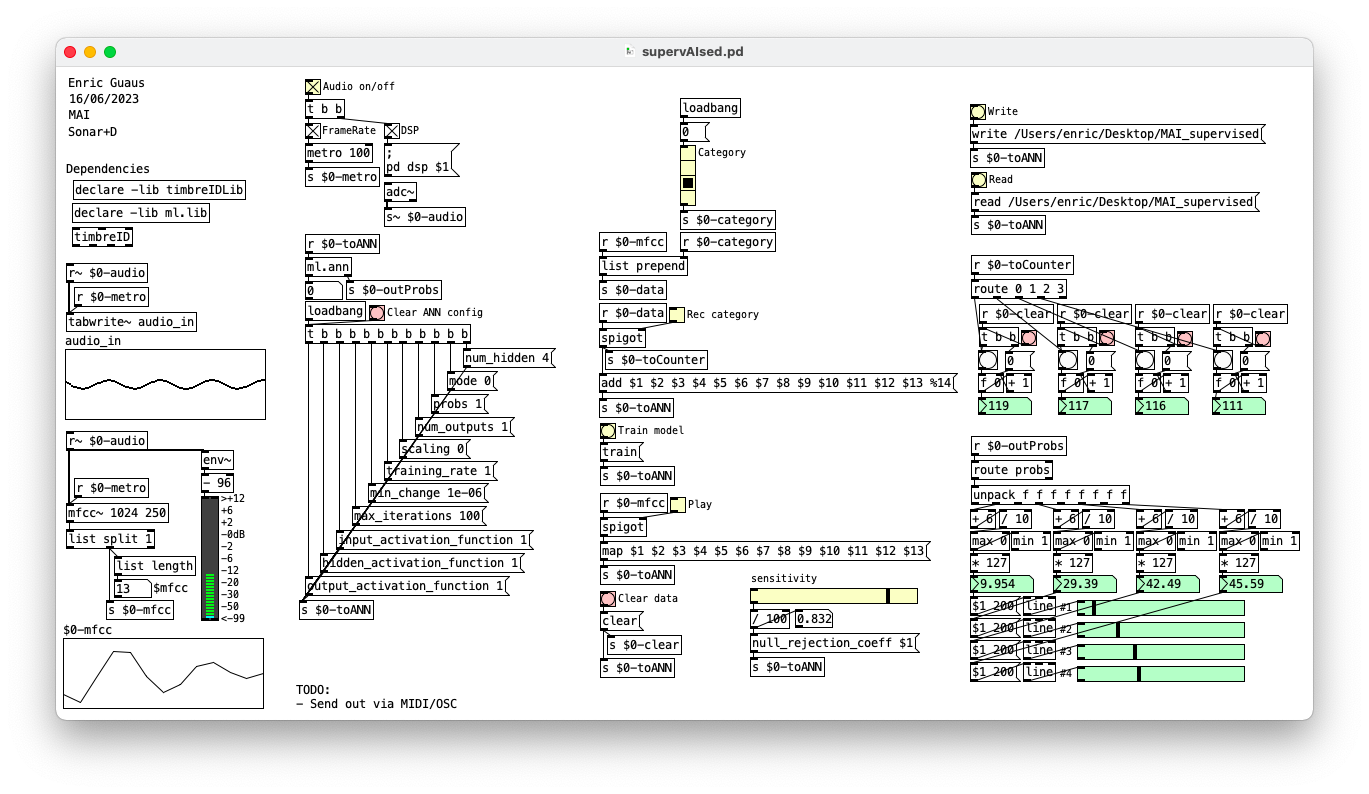 supervAIsed.pd
Enric Guaus
16/06/2023
MAI
Sonar+D
Dependencies
declare -lib timbreIDLib
declare -lib ml.lib
timbreID
r~ $0-audio
r $0-metro
tabwrite~ audio_in
audio_in
r~ $0-audio
env~
- 96
r $0-metro
mfcc~ 1024 250
list split 1
list length
13
$mfcc
s $0-mfcc
>+12
+6
+2
-0dB
-2
-6
-12
-20
-30
-50
<-99
$0-mfcc
Audio on/off
t b b
FrameRate
DSP
metro 100
;
pd dsp $1
s $0-metro
adc~
s~ $0-audio
r $0-toANN
ml.ann
0
s $0-outProbs
loadbang
Clear ANN config
t b b b b b b b b b b b
num_hidden 4
mode 0
probs 1
num_outputs 1
scaling 0
training_rate 1
min_change 1e-06
max_iterations 100
input_activation_function 1
hidden_activation_function 1
output_activation_function 1
s $0-toANN
TODO:
- Send out via MIDI/OSC
loadbang
0
Category
s $0-category
r $0-mfcc
r $0-category
list prepend
s $0-data
r $0-data
Rec category
spigot
s $0-toCounter
add $1 $2 $3 $4 $5 $6 $7 $8 $9 $10 $11 $12 $13 %14
s $0-toANN
Train model
train
s $0-toANN
r $0-mfcc
Play
spigot
map $1 $2 $3 $4 $5 $6 $7 $8 $9 $10 $11 $12 $13
s $0-toANN
Clear data
clear
s $0-clear
s $0-toANN
sensitivity
/ 100
0.832
null_rejection_coeff $1
s $0-toANN
Write
write /Users/enric/Desktop/MAI_supervised
s $0-toANN
Read
read /Users/enric/Desktop/MAI_supervised
s $0-toANN
r $0-toCounter
route 0 1 2 3
r $0-clear r $0-clear r $0-clear r $0-clear
t b b t b b t b b t b b
0 0 0 0
f 0 + 1 f 0 + 1 f 0 + 1 f 0 + 1
119 117 116 111
r $0-outProbs
route probs
unpack f f f f f f f f
+ 6 / 10 + 6 / 10 + 6 / 10 + 6 / 10
max 0 min 1 max 0 min 1 max 0 min 1 max 0 min 1
* 127 * 127 * 127 * 127
9.954 29.39 42.49 45.59
$1 200 line #1
$1 200 line #2
$1 200 line #3
$1 200 line #4